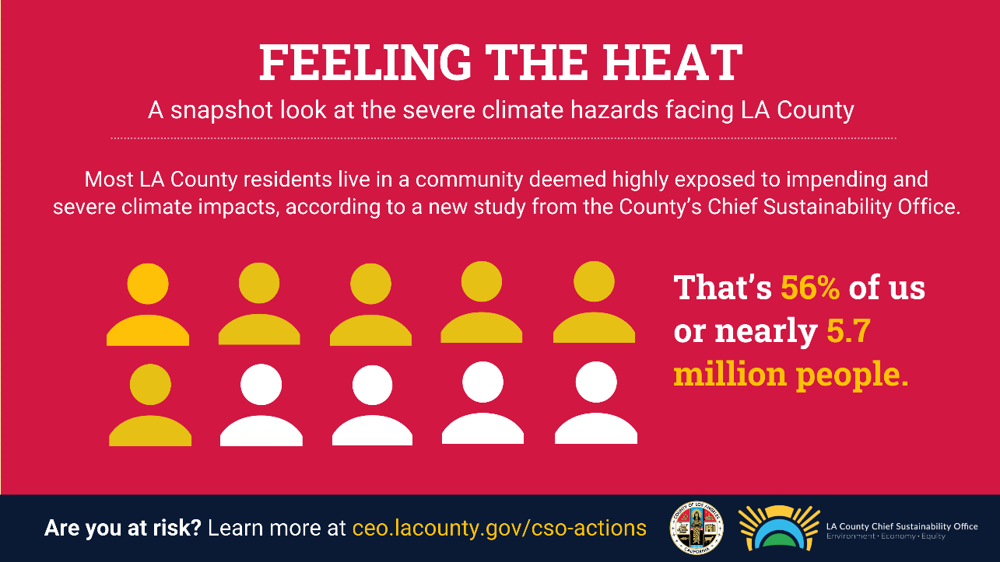 FEELING THE HEAT
A snapshot look at the severe climate hazards facing LA County
Most LA County residents live in a community deemed highly exposed to impending and
severe climate impacts, according to a new study from the County’s Chief Sustainability Office.
That’s 56% of us
or nearly 5.7
million people.
Are you at risk? Learn more at ceo.lacounty.gov/cso-actions
COUNTY OF LOS ANGELES
CALIFORNIA
LA County Chief Sustainability Office
Environment · Economy · Equity